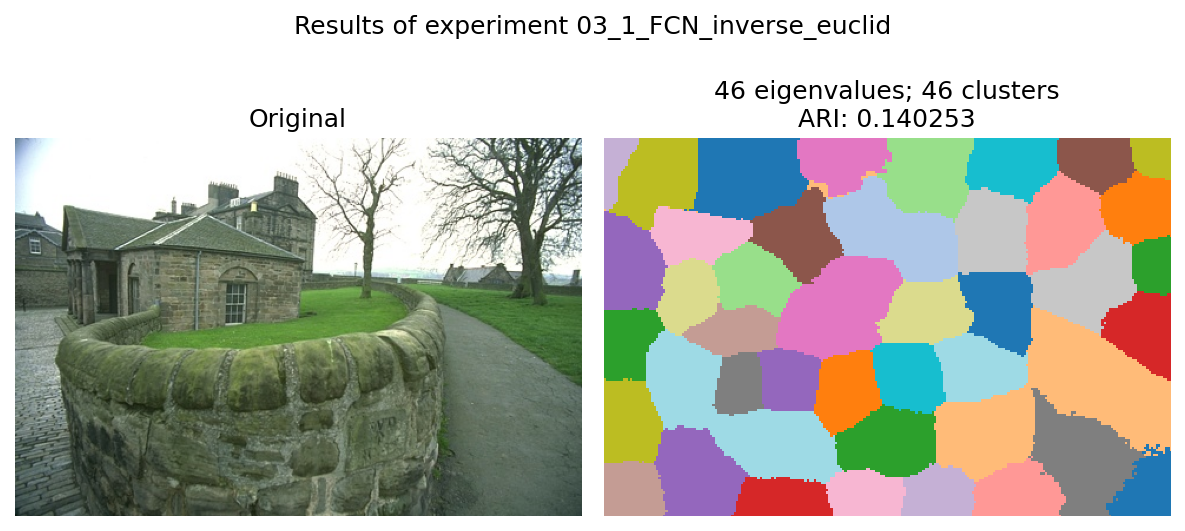 Results of experiment 03_1_FCN_inverse_euclid
Original
46 eigenvalues; 46 clusters
ARI: 0.140253